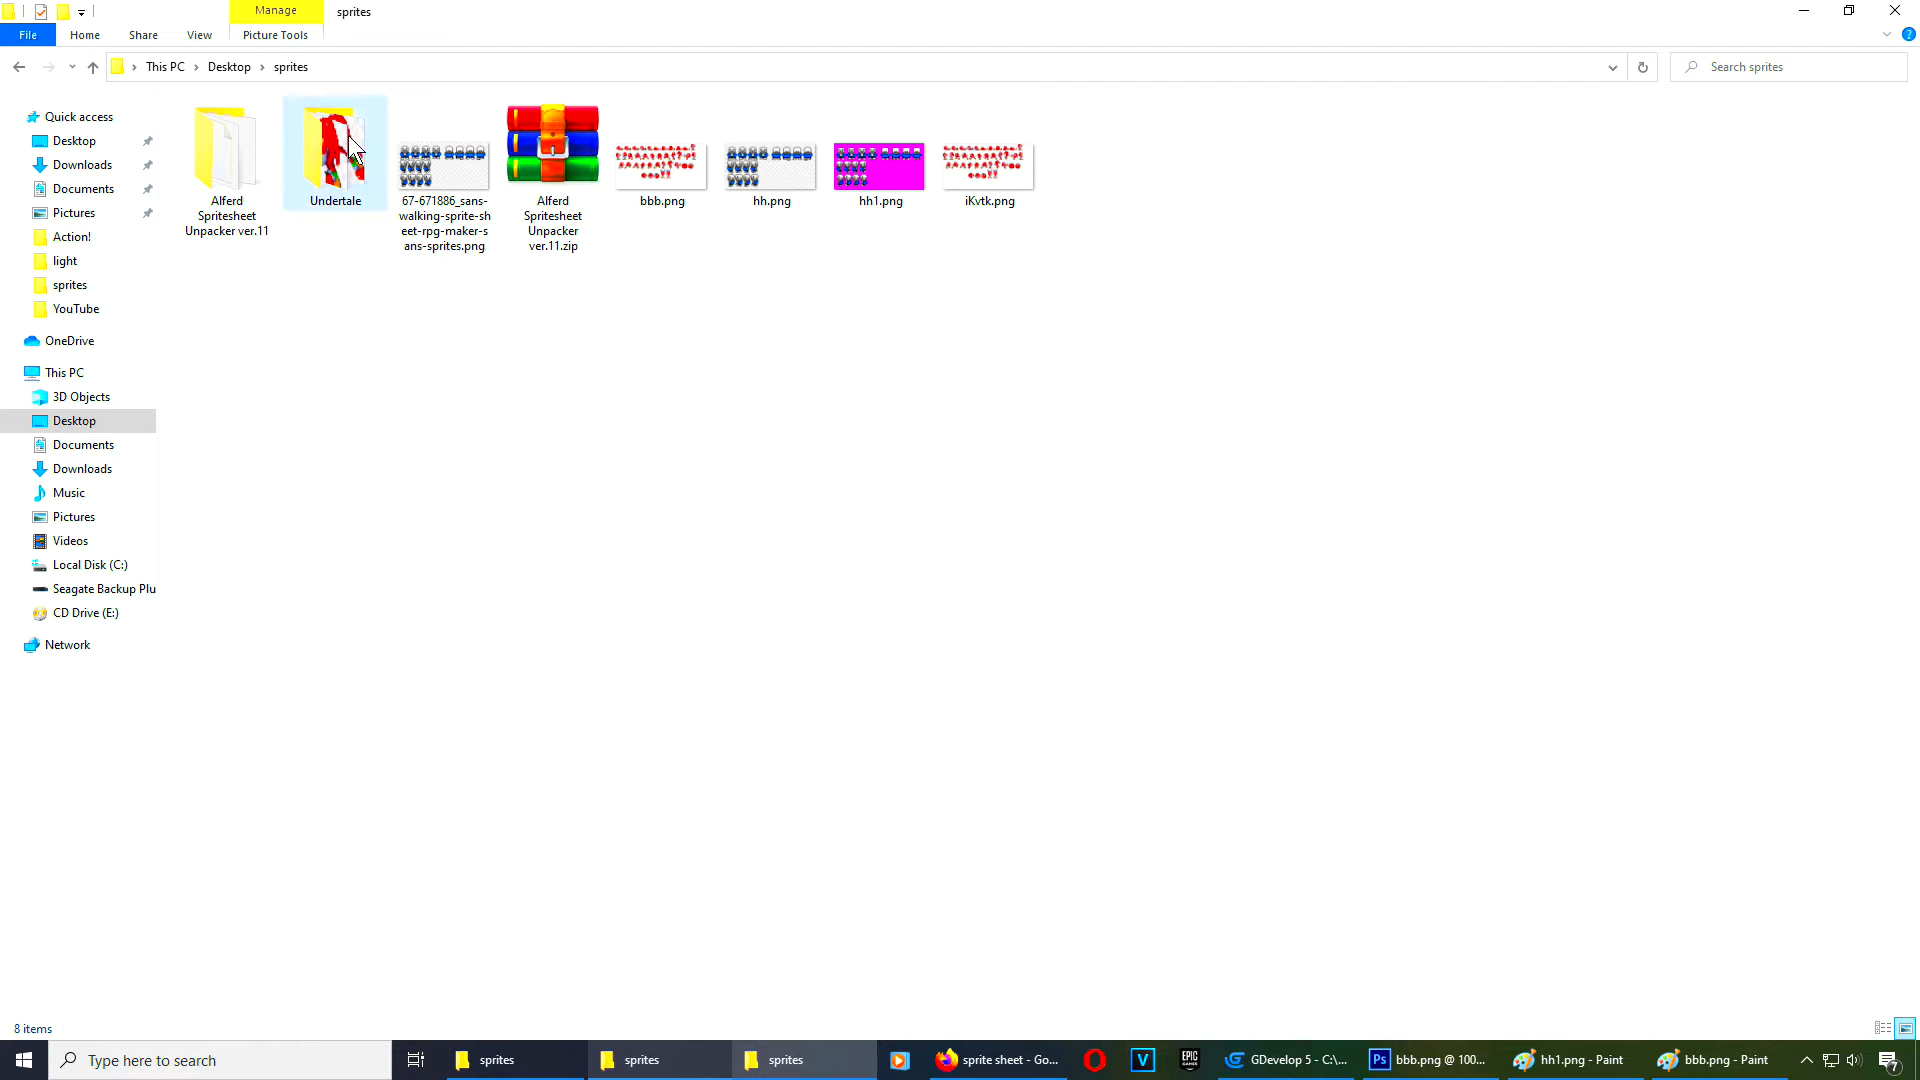 Manage
sprites
File
Home
Share
View
Picture Tools
?
This PC
Desktop
sprites
Search sprites
Quick access
Desktop
Downloads
Documents
Pictures
Action!
light
sprites
YouTube
OneDrive
This PC
3D Objects
Desktop
Documents
Downloads
Music
Pictures
Videos
Local Disk (C:)
Seagate Backup Plu
CD Drive (E:)
Network
Alferd
Spritesheet
Unpacker ver.11
Undertale
67-671886_sans-
walking-sprite-sh
eet-rpg-maker-s
ans-sprites.png
Alferd
Spritesheet
Unpacker
ver.11.zip
bbb.png
hh.png
hh1.png
iKvtk.png
8 items
Type here to search
sprites
sprites
sprites
sprite sheet - Go...
V
EPIC
GAMES
GDevelop 5 - C:\...
Ps
bbb.png @ 100...
hh1.png - Paint
bbb.png - Paint
7